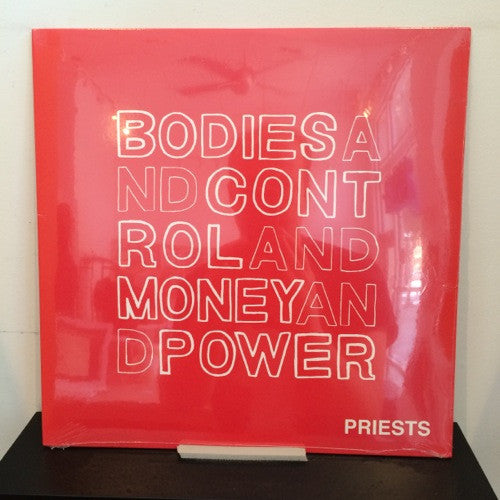 BODIESA
NDCONT
ROLAND
MONEYAN
DPOWER
PRIESTS